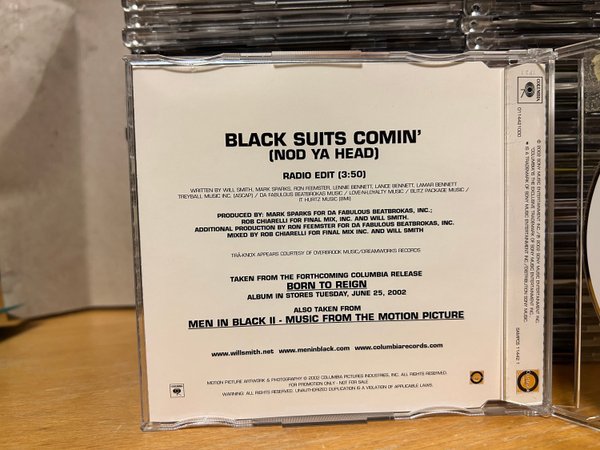 BLACK SUITS COMIN'
(NOD YA HEAD)
RADIO EDIT (3:50)
WRITTEN BY WILL SMITH, MARK SPARKS, RON FEEMSTER, LENNIE BENNETT, LANCE BENNETT, LAMAR BENNETT
TREYBALL MUSIC INC. (ASCAP) / DA FABULOUS BEATBROKAS MUSIC / LOVE-N-LOYALTY MUSIC / BLITZ PACKAGE MUSIC /
IT HURTZ MUSIC (BMI)
PRODUCED BY: MARK SPARKS FOR DA FABULOUS BEATBROKAS, INC.;
ROB CHIARELLI FOR FINAL MIX, INC. AND WILL SMITH.
ADDITIONAL PRODUCTION BY RON FEEMSTER FOR DA FABULOUS BEATBROKAS, INC.
MIXED BY ROB CHIARELLI FOR FINAL MIX INC. AND WILL SMITH
TRÁ-KNOX APPEARS COURTESY OF OVERBROOK MUSIC/DREAMWORKS RECORDS
TAKEN FROM THE FORTHCOMING COLUMBIA RELEASE
BORN TO REIGN
ALBUM IN STORES TUESDAY, JUNE 25, 2002
ALSO TAKEN FROM
MEN IN BLACK II - MUSIC FROM THE MOTION PICTURE
www.willsmith.net www.meninblack.com www.columbiarecords.com
MOTION PICTURE ARTWORK & PHOTOGRAPHY © 2002 COLUMBIA PICTURES INDUSTRIES, INC. ALL RIGHTS RESERVED.
FOR PROMOTION ONLY - NOT FOR SALE
WARNING: ALL RIGHTS RESERVED. UNAUTHORIZED DUPLICATION IS A VIOLATION OF APPLICABLE LAWS.
COLUMBIA
COLUMBIA